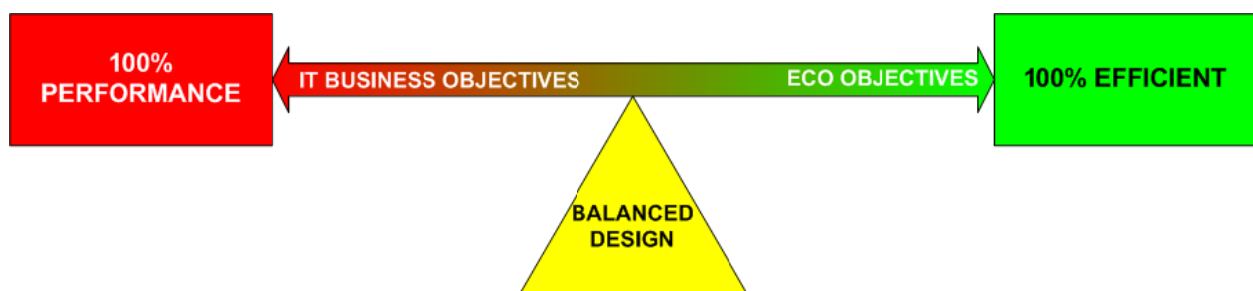 100%
PERFORMANCE
IT BUSINESS OBJECTIVES
ECO OBJECTIVES
100% EFFICIENT
BALANCED
DESIGN